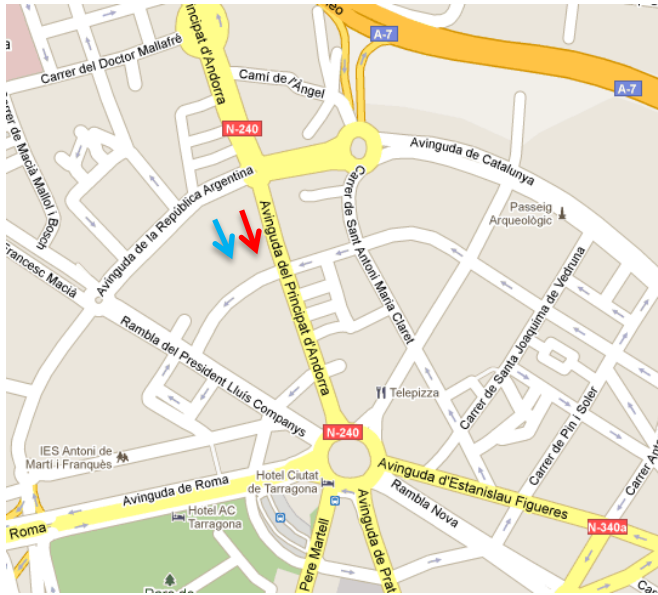 Principat d'Andorra
A-7
Carrer del Doctor Mallafrè
Camí de l'Àngel
A-7
Carrer de Macià Mallol i Bosch
N-240
Avinguda de Catalunya
Avinguda de la República Argentina
Carrer de Sant Antoni Maria Claret
Passeig
Arqueològic
Francesc Macià
Avinguda del Principat d'Andorra
Carrer de Santa Joaquima de Vedruna
Rambla del President Lluís Companys
Telepizza
Carrer de Pin i Soler
N-240
IES Antoni de
Martí i Franquès
Avinguda de Roma
Hotel Ciutat
de Tarragona
Avinguda d'Estanislau Figueres
Rambla Nova
Carrer
Hotel AC
Tarragona
Roma
Pere Martell
Avinguda de Prat
N-340a
Parc de